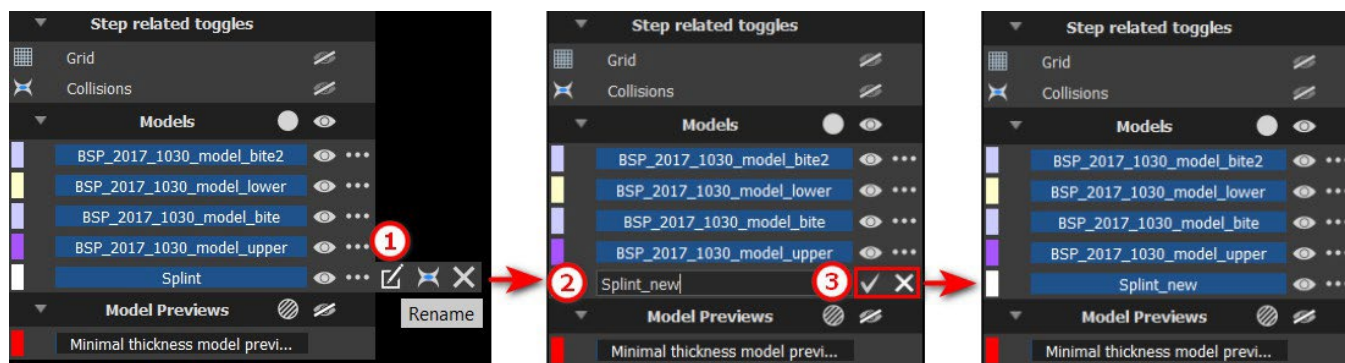 Step related toggles
Grid
Collisions
Models
BSP_2017_1030_model_bite2
BSP_2017_1030_model_lower
BSP_2017_1030_model_bite
BSP_2017_1030_model_upper
1
Splint
Rename
Model Previews
Minimal thickness model previ...
Step related toggles
Grid
Collisions
Models
BSP_2017_1030_model_bite2
BSP_2017_1030_model_lower
BSP_2017_1030_model_bite
BSP_2017_1030_model_upper
2 Splint_new 3
Model Previews
Minimal thickness model previ...
Step related toggles
Grid
Collisions
Models
BSP_2017_1030_model_bite2
BSP_2017_1030_model_lower
BSP_2017_1030_model_bite
BSP_2017_1030_model_upper
Splint_new
Model Previews
Minimal thickness model previ...